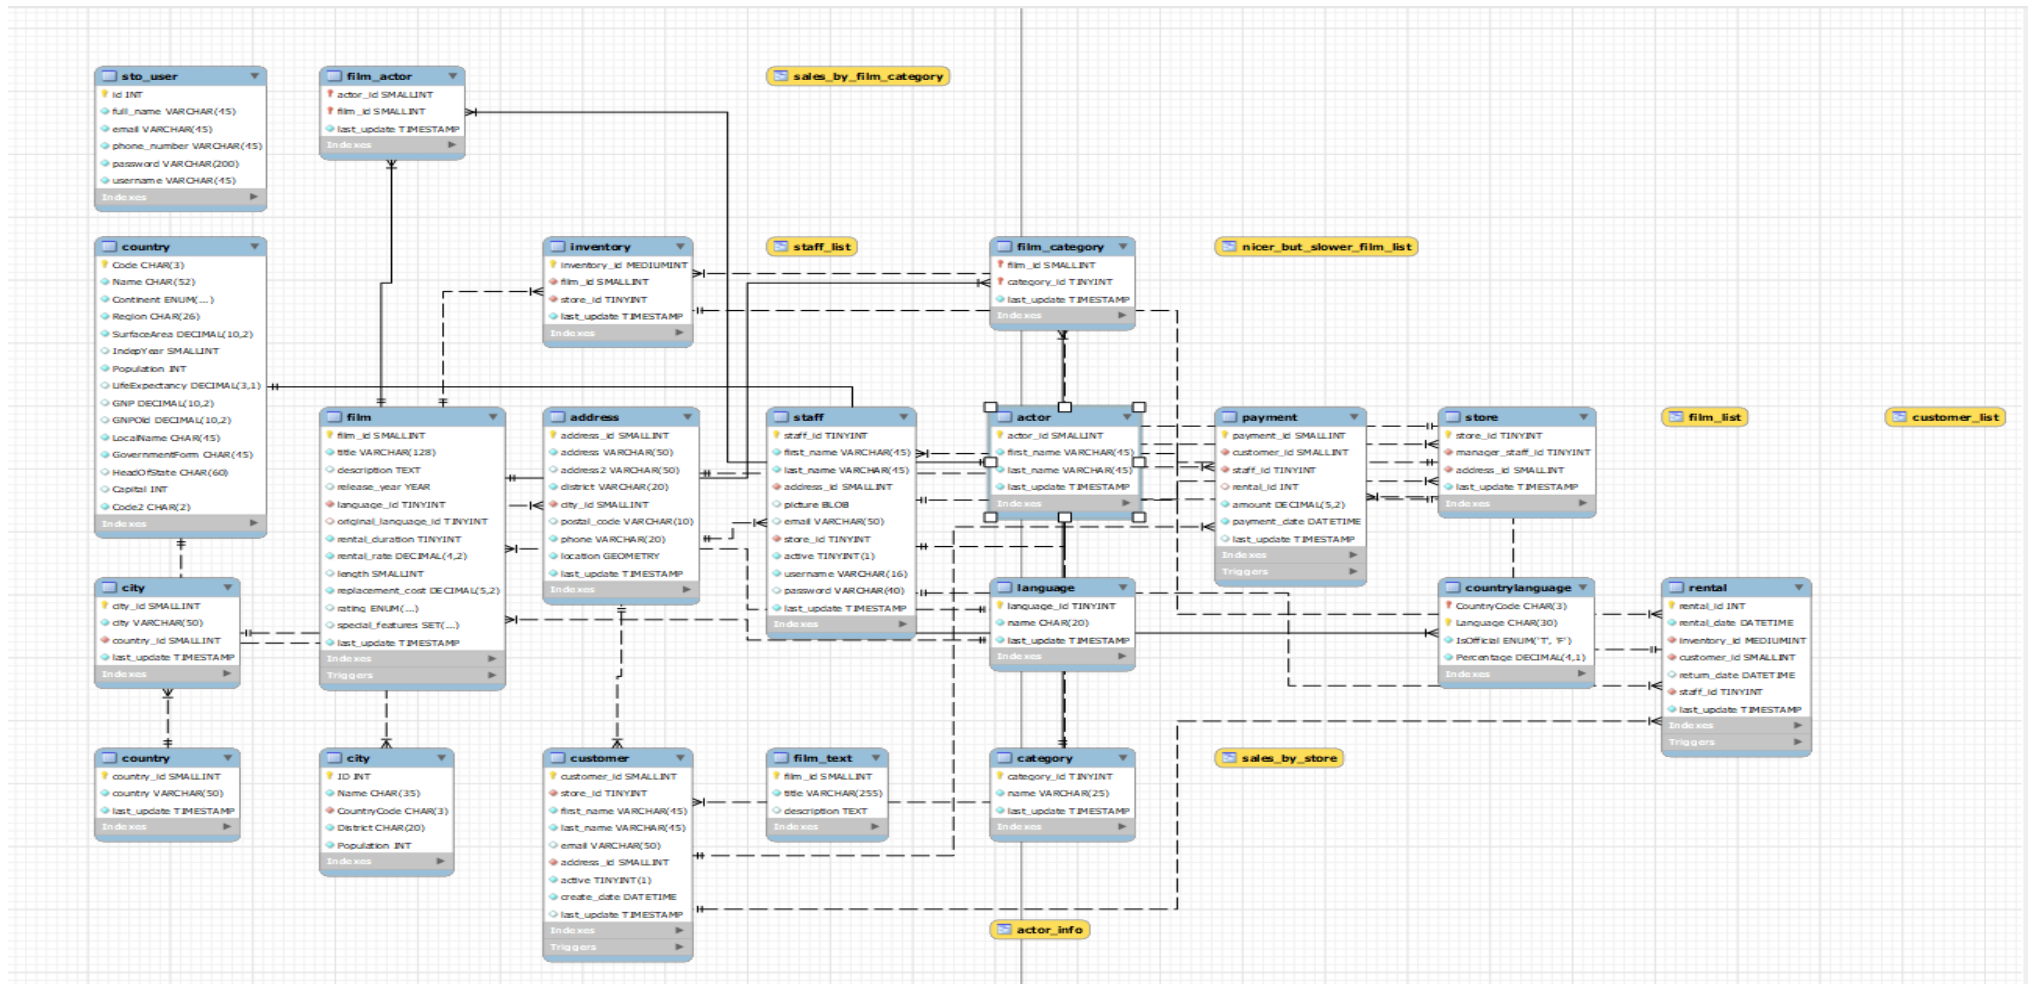 sto_user
id INT
full_name VARCHAR(45)
email VARCHAR(45)
phone_number VARCHAR(45)
password VARCHAR(200)
username VARCHAR(45)
Indexes
film_actor
actor_id SMALLINT
film_id SMALLINT
last_update TIMESTAMP
Indexes
sales_by_film_category
country
Code CHAR(3)
Name CHAR(52)
Continent ENUM(...)
Region CHAR(26)
SurfaceArea DECIMAL(10,2)
IndepYear SMALLINT
Population INT
LifeExpectancy DECIMAL(3,1)
GNP DECIMAL(10,2)
GNPOld DECIMAL(10,2)
LocalName CHAR(45)
GovernmentForm CHAR(45)
HeadOfState CHAR(60)
Capital INT
Code2 CHAR(2)
Indexes
inventory
inventory_id MEDIUMINT
film_id SMALLINT
store_id TINYINT
last_update TIMESTAMP
Indexes
staff_list
film_category
film_id SMALLINT
category_id TINYINT
last_update TIMESTAMP
Indexes
nicer_but_slower_film_list
film
film_id SMALLINT
title VARCHAR(128)
description TEXT
release_year YEAR
language_id TINYINT
original_language_id TINYINT
rental_duration TINYINT
rental_rate DECIMAL(4,2)
length SMALLINT
replacement_cost DECIMAL(5,2)
rating ENUM(...)
special_features SET(...)
last_update TIMESTAMP
Indexes
Triggers
address
address_id SMALLINT
address VARCHAR(50)
address2 VARCHAR(50)
district VARCHAR(20)
city_id SMALLINT
postal_code VARCHAR(10)
phone VARCHAR(20)
location GEOMETRY
last_update TIMESTAMP
Indexes
staff
staff_id TINYINT
first_name VARCHAR(45)
last_name VARCHAR(45)
address_id SMALLINT
picture BLOB
email VARCHAR(50)
store_id TINYINT
active TINYINT(1)
username VARCHAR(16)
password VARCHAR(40)
last_update TIMESTAMP
Indexes
actor
actor_id SMALLINT
first_name VARCHAR(45)
last_name VARCHAR(45)
last_update TIMESTAMP
Indexes
payment
payment_id SMALLINT
customer_id SMALLINT
staff_id TINYINT
rental_id INT
amount DECIMAL(5,2)
payment_date DATETIME
last_update TIMESTAMP
Indexes
Triggers
store
store_id TINYINT
manager_staff_id TINYINT
address_id SMALLINT
last_update TIMESTAMP
Indexes
film_list
customer_list
city
city_id SMALLINT
city VARCHAR(50)
country_id SMALLINT
last_update TIMESTAMP
Indexes
language
language_id TINYINT
name CHAR(20)
last_update TIMESTAMP
Indexes
countrylanguage
CountryCode CHAR(3)
Language CHAR(30)
IsOfficial ENUM('T', 'F')
Percentage DECIMAL(4,1)
Indexes
rental
rental_id INT
rental_date DATETIME
inventory_id MEDIUMINT
customer_id SMALLINT
return_date DATETIME
staff_id TINYINT
last_update TIMESTAMP
Indexes
Triggers
country
country_id SMALLINT
country VARCHAR(50)
last_update TIMESTAMP
Indexes
city
ID INT
Name CHAR(35)
CountryCode CHAR(3)
District CHAR(20)
Population INT
Indexes
customer
customer_id SMALLINT
store_id TINYINT
first_name VARCHAR(45)
last_name VARCHAR(45)
email VARCHAR(50)
address_id SMALLINT
active TINYINT(1)
create_date DATETIME
last_update TIMESTAMP
Indexes
Triggers
film_text
film_id SMALLINT
title VARCHAR(255)
description TEXT
Indexes
category
category_id TINYINT
name VARCHAR(25)
last_update TIMESTAMP
Indexes
sales_by_store
actor_info